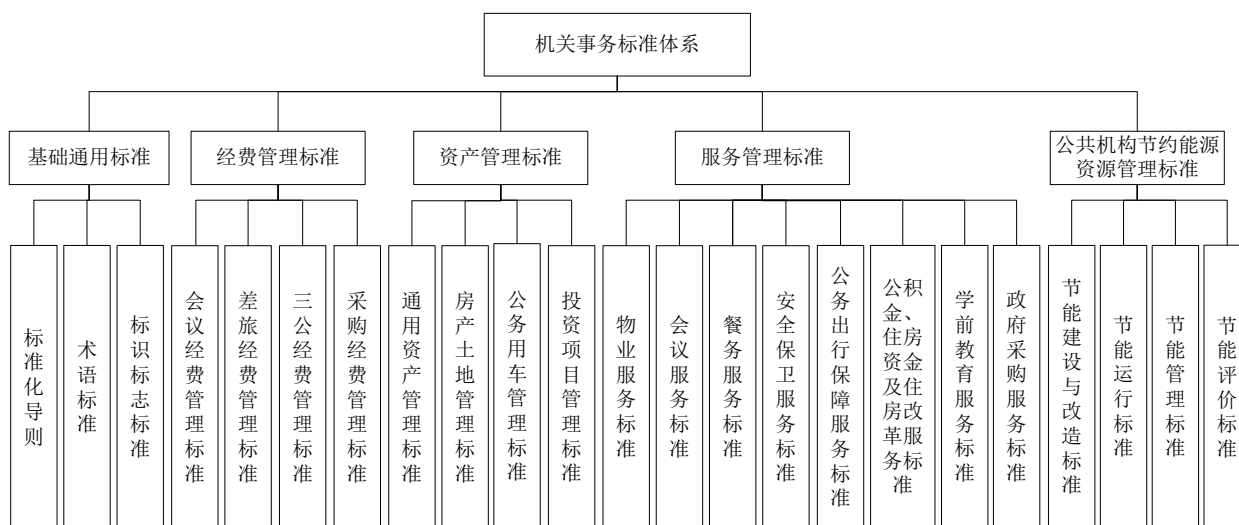 机关事务标准体系
基础通用标准
经费管理标准
资产管理标准
服务管理标准
公共机构节约能源
资源管理标准
标准化导则
术语标准
标识标志标准
会议经费管理标准
差旅经费管理标准
三公经费管理标准
采购经费管理标准
通用资产管理标准
房产土地管理标准
公务用车管理标准
投资项目管理标准
物业服务标准
会议服务标准
餐务服务标准
安全保卫服务标准
公务出行保障服务标准
公积
金、
住房
资金
及住
房改
革服
务标
准
学前教育服务标准
政府采购服务标准
节能建设与改造标准
节能运行标准
节能管理标准
节能评价标准